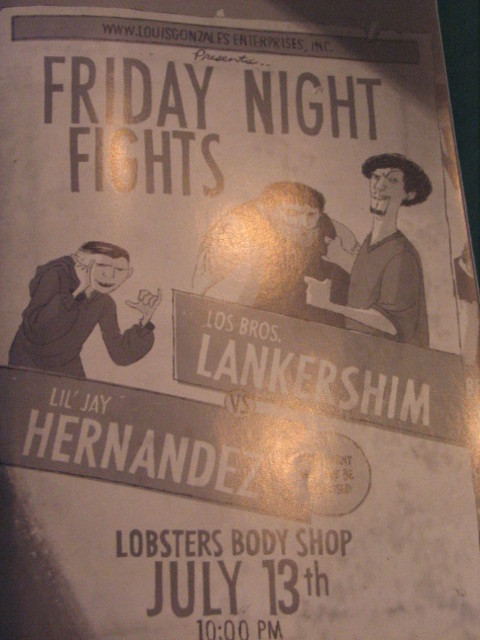 WWW.LOUISGONZALES ENTERPRISES, INC.
Presents...
FRIDAY NIGHT
FIGHTS
LOS BROS.
LANKERSHIM
VS
LIL' JAY
HERNANDEZ
LOBSTERS BODY SHOP
JULY 13th
10:00 PM